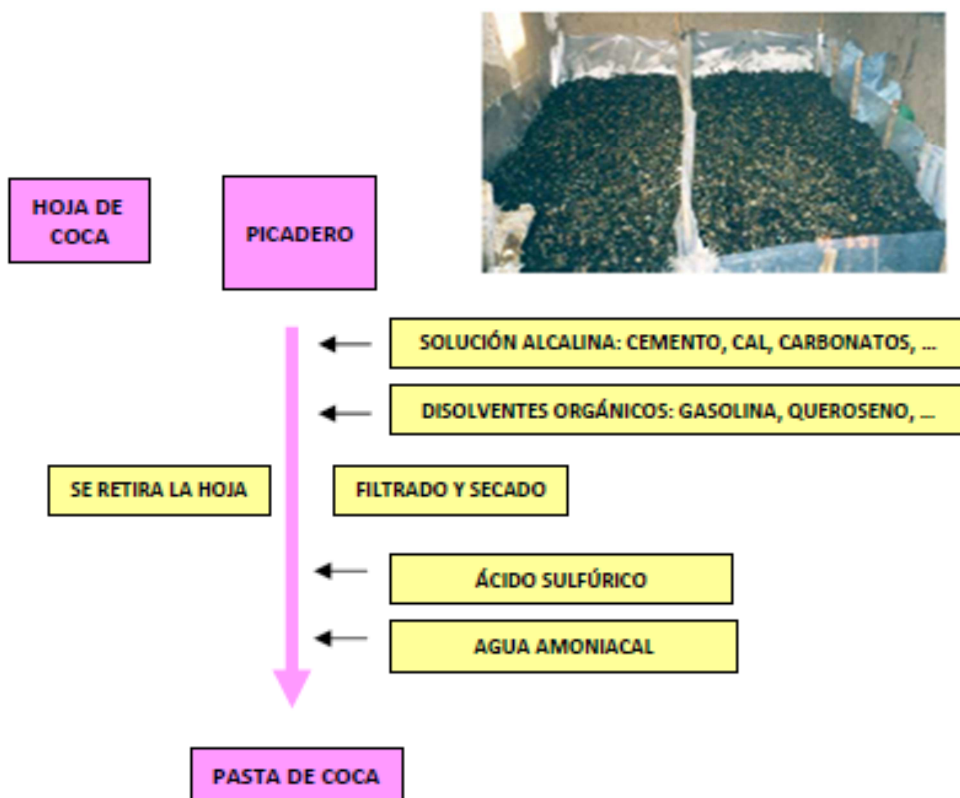 HOJA DE
COCA
PICADERO
SOLUCIÓN ALCALINA: CEMENTO, CAL, CARBONATOS, ...
DISOLVENTES ORGÁNICOS: GASOLINA, QUEROSENO, ...
SE RETIRA LA HOJA
FILTRADO Y SECADO
ÁCIDO SULFÚRICO
AGUA AMONIACAL
PASTA DE COCA